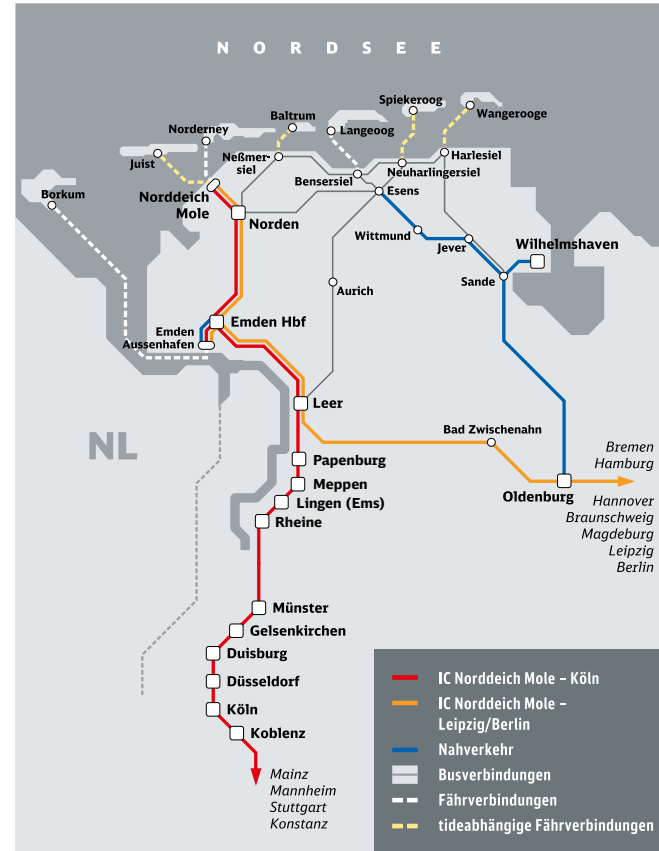 NORDSEE
Spiekeroog
Wangerooge
Baltrum
Norderney
Langeoog
Juist
Neßmer-
siel
Harlesiel
Neuharlingersiel
Bensersiel
Esens
Borkum
Norddeich
Mole
Norden
Wittmund
Jever
Wilhelmshaven
Sande
Aurich
Emden Hbf
Emden
Aussenhafen
Leer
NL
Bad Zwischenahn
Bremen
Hamburg
Papenburg
Meppen
Oldenburg
Lingen (Ems)
Rheine
Hannover
Braunschweig
Magdeburg
Leipzig
Berlin
Münster
Gelsenkirchen
Duisburg
Düsseldorf
Köln
Koblenz
Mainz
Mannheim
Stuttgart
Konstanz
IC Norddeich Mole – Köln
IC Norddeich Mole –
Leipzig/Berlin
Nahverkehr
Busverbindungen
Fährverbindungen
tideabhängige Fährverbindungen